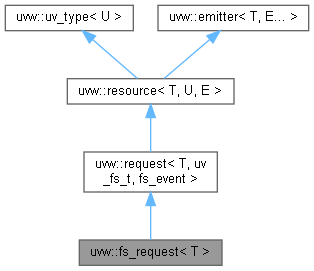 uvw::uv_type< U >
uvw::emitter< T, E... >
uvw::resource< T, U, E >
uvw::request< T, uv
_fs_t, fs_event >
uvw::fs_request< T >